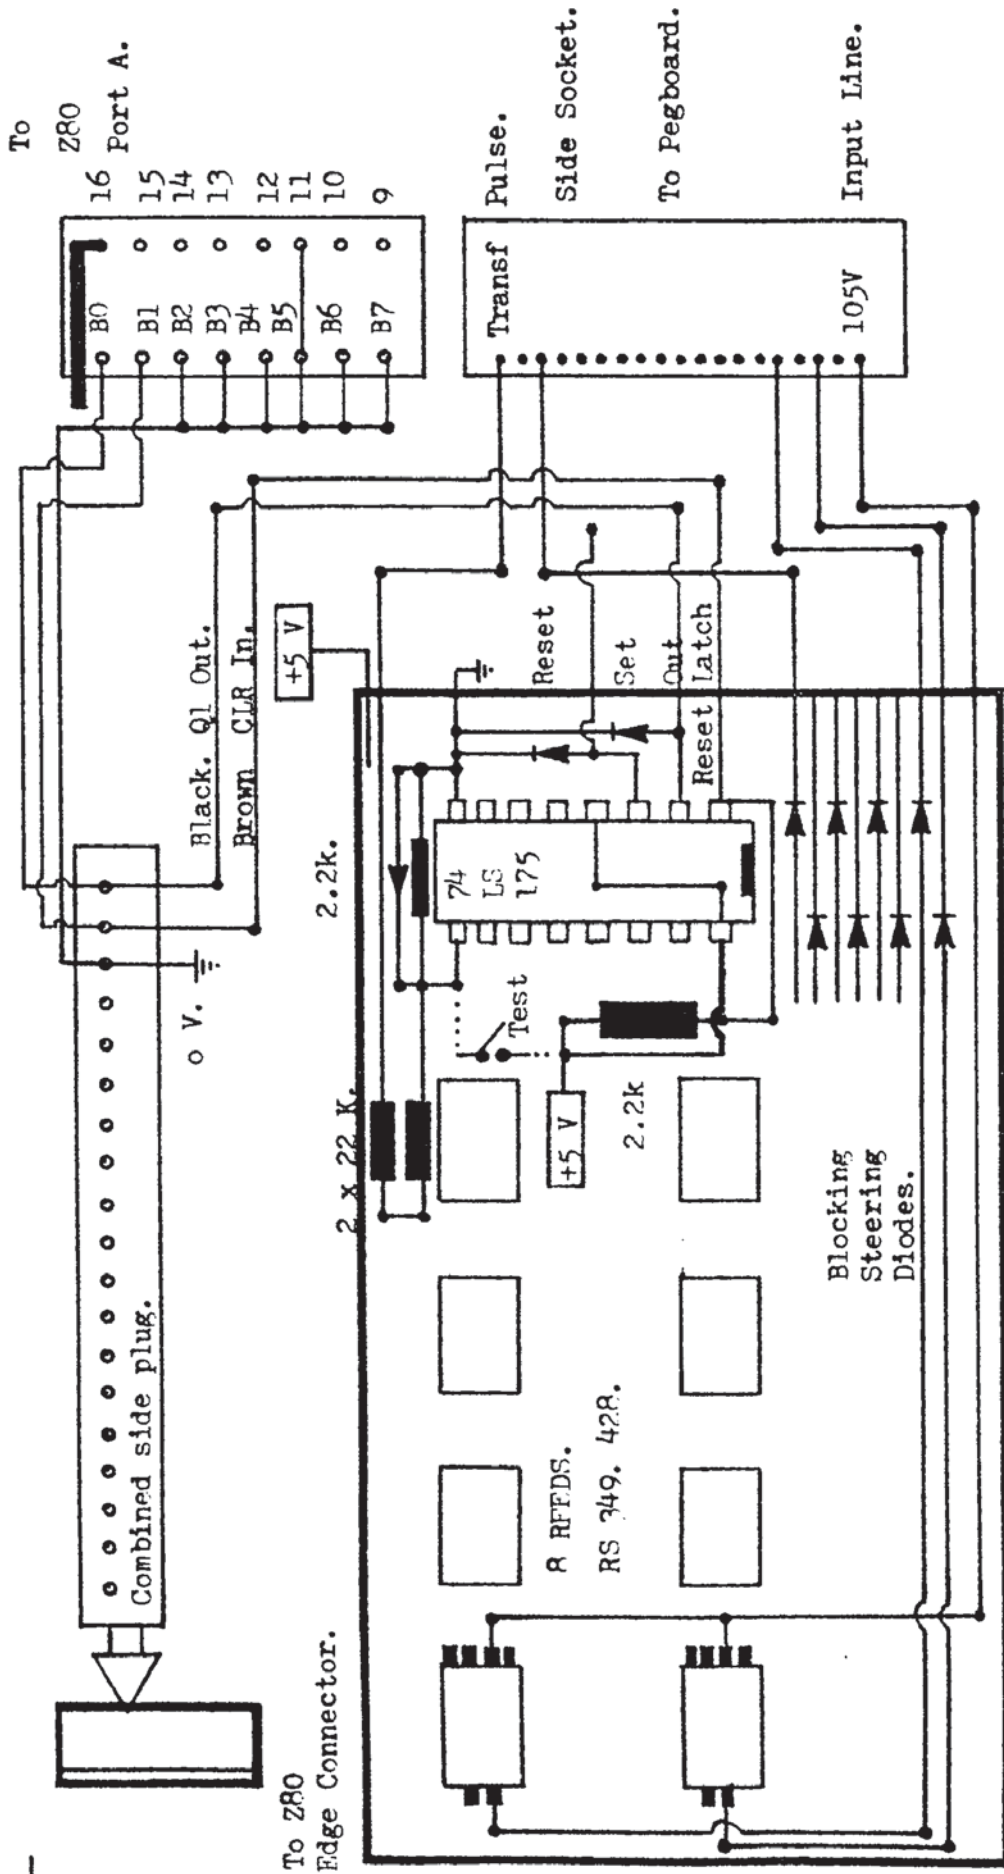 To
Z80
Port A.
16
15
14
13
12
11
10
9
B0
B1
B2
B3
B4
B5
B6
B7
Combined side plug.
To Z80
Edge Connector.
0 V.
Black. Q1 Out.
Brown CLR In.
+5 V
2.2k.
2 x 22 K.
Transf
Pulse.
Side Socket.
To Pegboard.
105V
Input Line.
Reset
Set
Out
Reset Latch
74
LS
175
Test
+5 V
2.2k
8 REEDS.
RS 349. 428.
Blocking
Steering
Diodes.